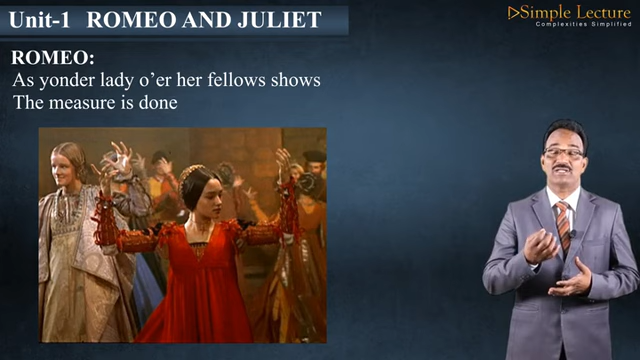 Unit-1 ROMEO AND JULIET
Simple Lecture
Complexities Simplified
ROMEO:
As yonder lady o’er her fellows shows
The measure is done